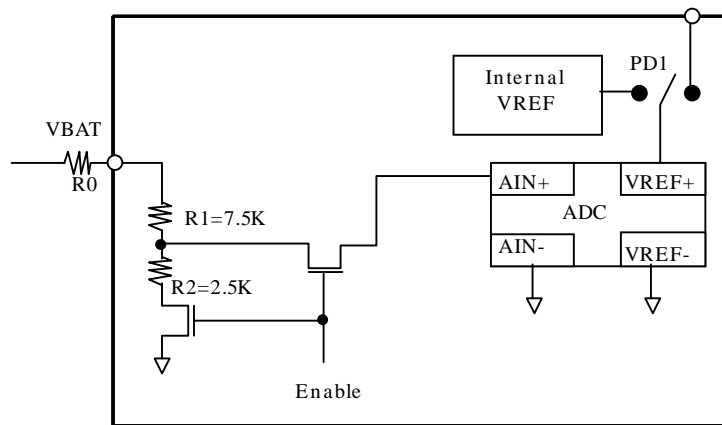 PD1
Internal
VREF
VBAT
R0
AIN+
VREF+
R1=7.5K
ADC
AIN-
VREF-
R2=2.5K
Enable